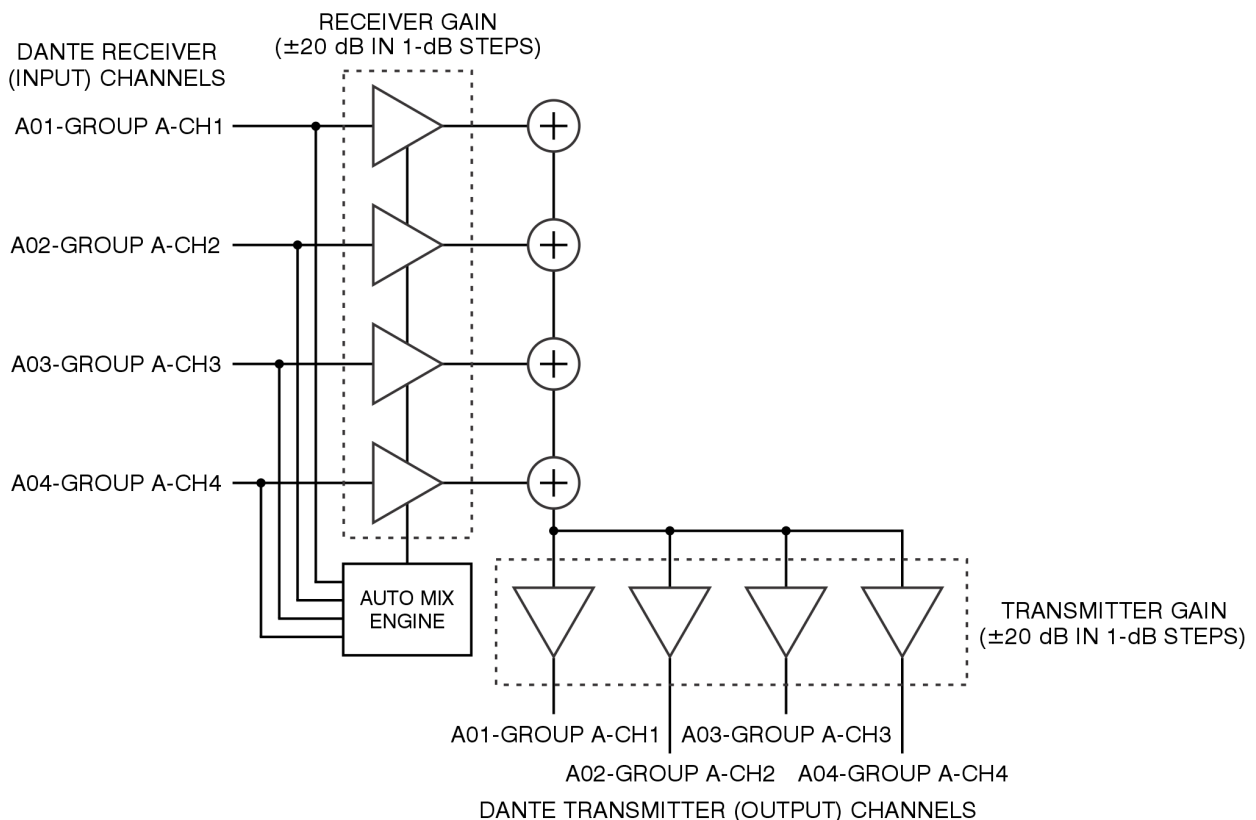 RECEIVER GAIN
(±20 dB IN 1-dB STEPS)
DANTE RECEIVER
(INPUT) CHANNELS
A01-GROUP A-CH1
A02-GROUP A-CH2
A03-GROUP A-CH3
A04-GROUP A-CH4
AUTO MIX
ENGINE
TRANSMITTER GAIN
(±20 dB IN 1-dB STEPS)
A01-GROUP A-CH1
A03-GROUP A-CH3
A02-GROUP A-CH2
A04-GROUP A-CH4
DANTE TRANSMITTER (OUTPUT) CHANNELS